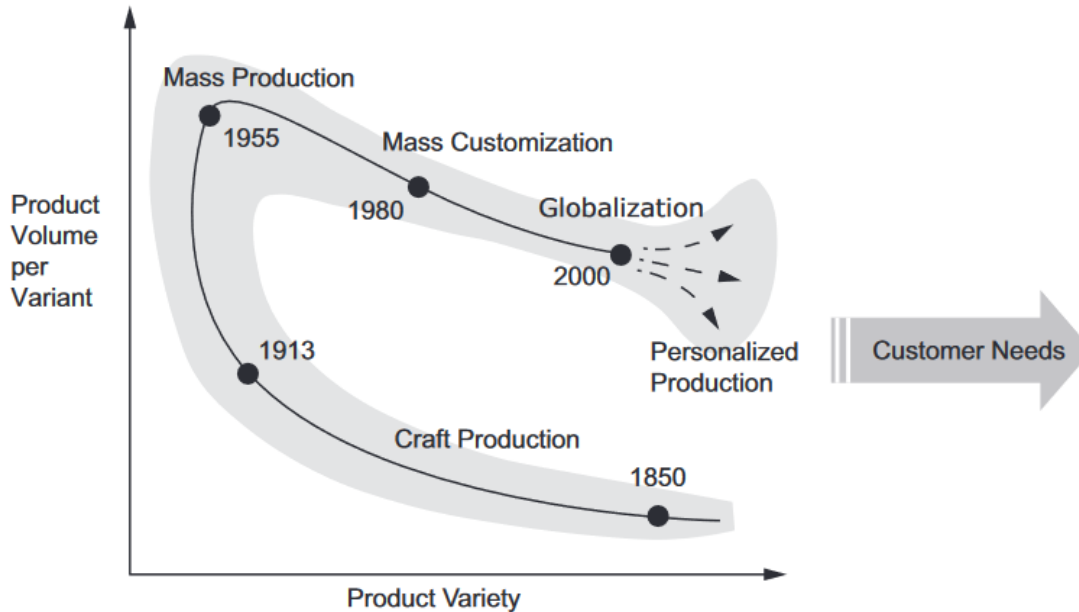 Mass Production
1955
Mass Customization
1980
Globalization
2000
Product
Volume
per
Variant
1913
Personalized
Production
Customer Needs
Craft Production
1850
Product Variety